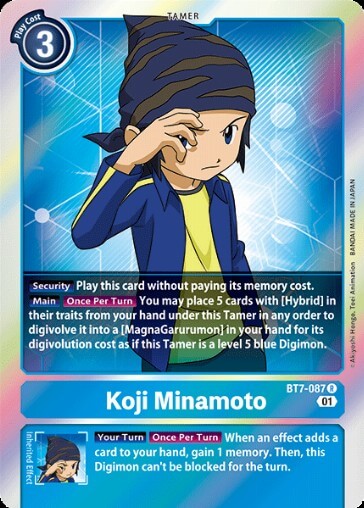 TAMER
Play Cost
3
Security Play this card without paying its memory cost.
Main Once Per Turn You may place 5 cards with [Hybrid] in
their traits from your hand under this Tamer in any order to
digivolve it into a [MagnaGarurumon] in your hand for its
digivolution cost as if this Tamer is a level 5 blue Digimon.
©Akiyoshi Hongo, Toei Animation BANDAI MADE IN JAPAN
BT7-087 R
Koji Minamoto
01
Inherited Effect
Your Turn Once Per Turn When an effect adds a
card to your hand, gain 1 memory. Then, this
Digimon can't be blocked for the turn.